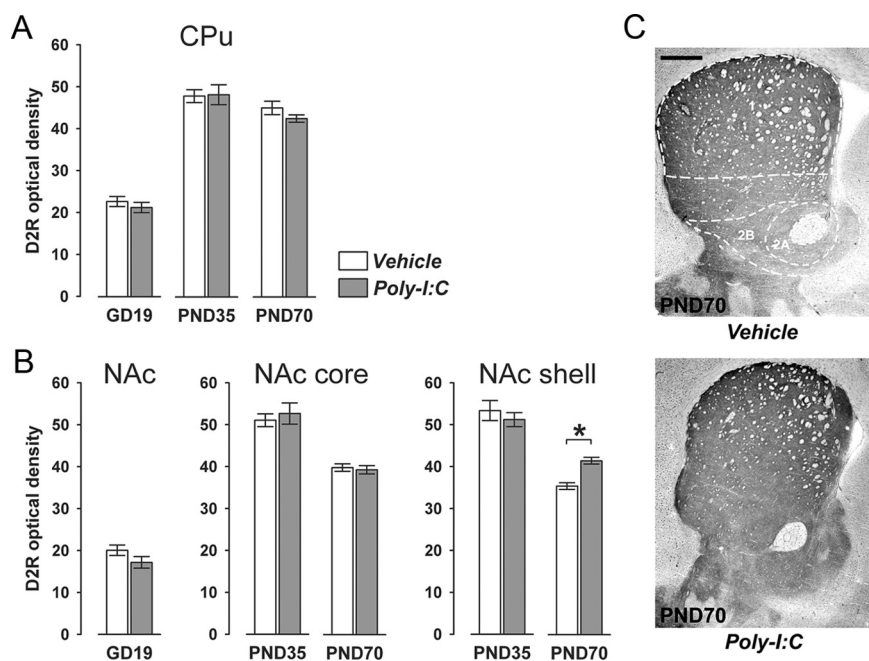 A
CPu
D2R optical density
60
50
40
30
20
10
0
GD19 PND35 PND70
Vehicle
Poly-I:C
B
NAc
NAc core
NAc shell
D2R optical density
60
50
40
30
20
10
0
GD19
60
50
40
30
20
10
0
PND35 PND70
60
50
40
30
20
10
0
*
PND35 PND70
C
2B
2A
PND70
Vehicle
PND70
Poly-I:C